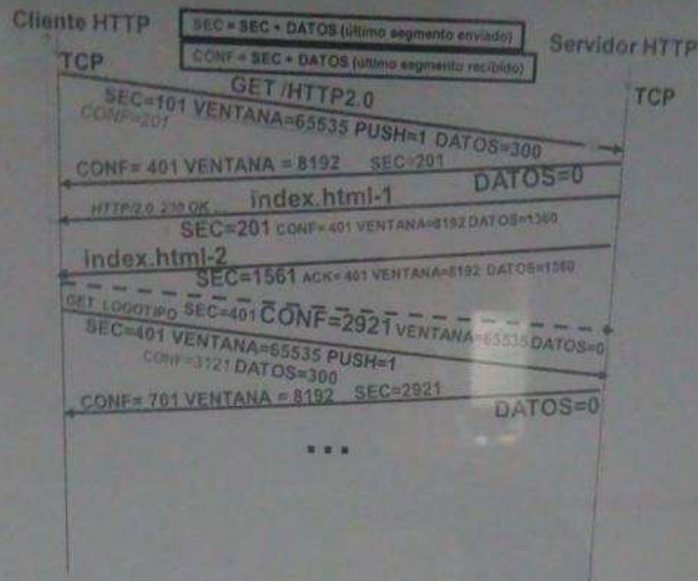 Cliente HTTP
SEC = SEC + DATOS (último segmento enviado)
CONF = SEC + DATOS (último segmento recibido)
Servidor HTTP
TCP
TCP
GET /HTTP2.0
SEC=101 VENTANA=65535 PUSH=1 DATOS=300
CONF=201
CONF= 401 VENTANA = 8192 SEC=201
DATOS=0
HTTP/2.0 200 OK ... index.html-1
SEC=201 CONF= 401 VENTANA=8192 DATOS=1360
index.html-2
SEC=1561 ACK= 401 VENTANA=8192 DATOS=1360
GET LOGOTIPO SEC=401 CONF=2921 VENTANA=65535 DATOS=0
SEC=401 VENTANA=65535 PUSH=1
CONF=3121 DATOS=300
CONF= 701 VENTANA = 8192 SEC=2921
DATOS=0
...